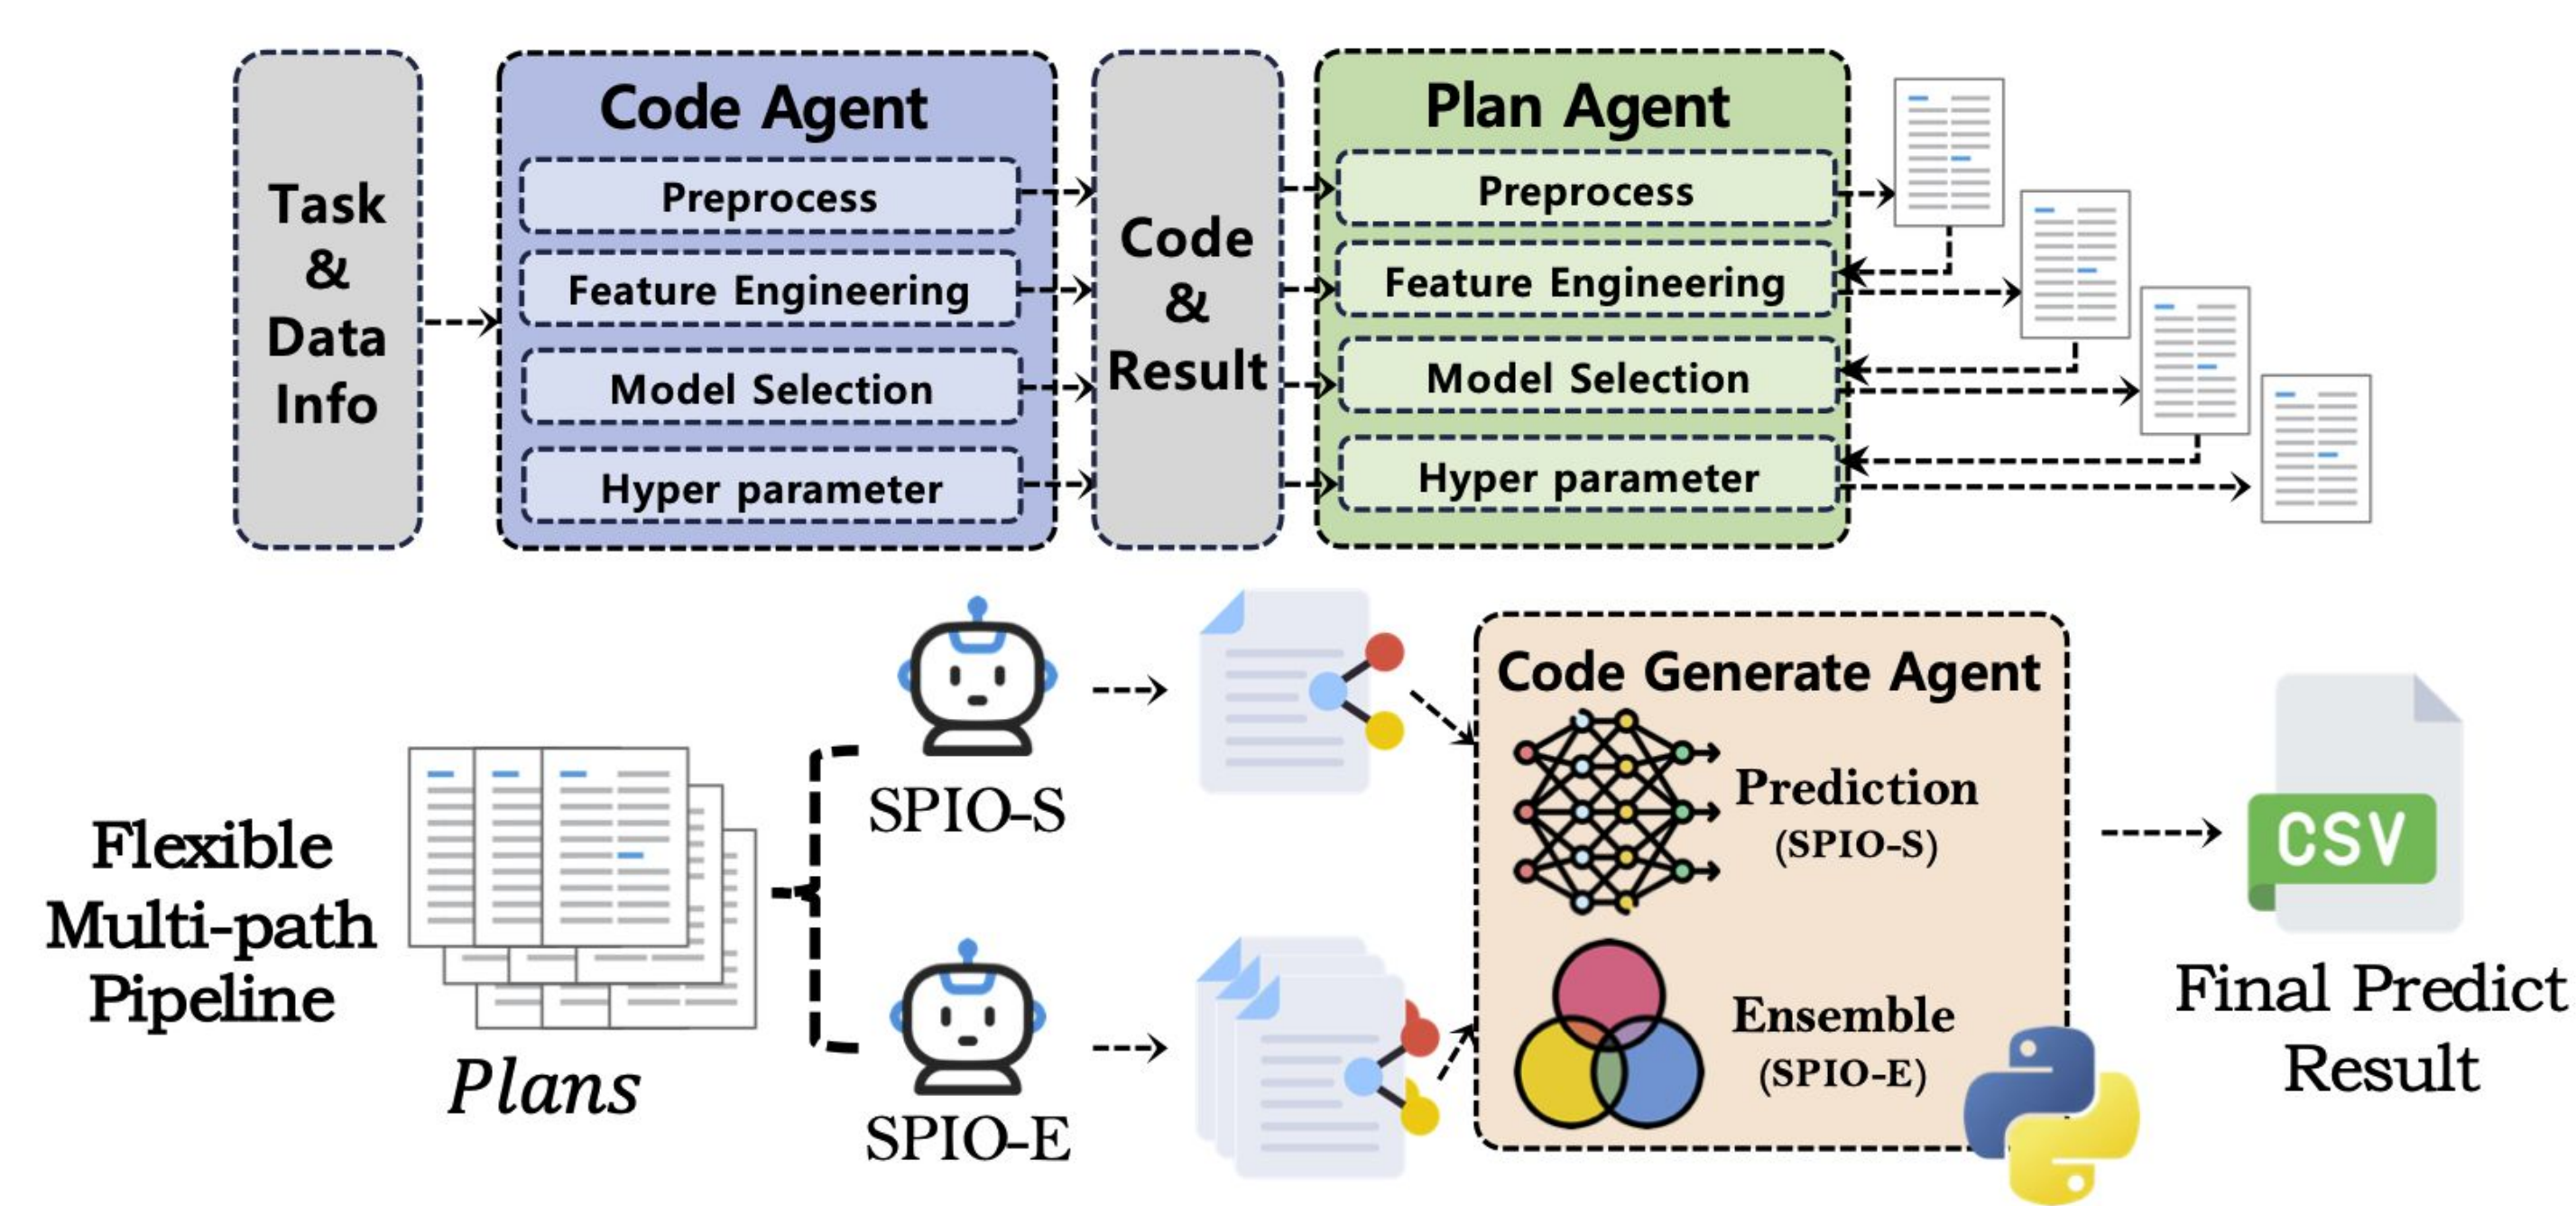 Task
&
Data
Info
Code Agent
Preprocess
Feature Engineering
Model Selection
Hyper parameter
Code
&
Result
Plan Agent
Preprocess
Feature Engineering
Model Selection
Hyper parameter
Flexible
Multi-path
Pipeline
Plans
SPIO-S
SPIO-E
Code Generate Agent
Prediction
(SPIO-S)
Ensemble
(SPIO-E)
CSV
Final Predict
Result